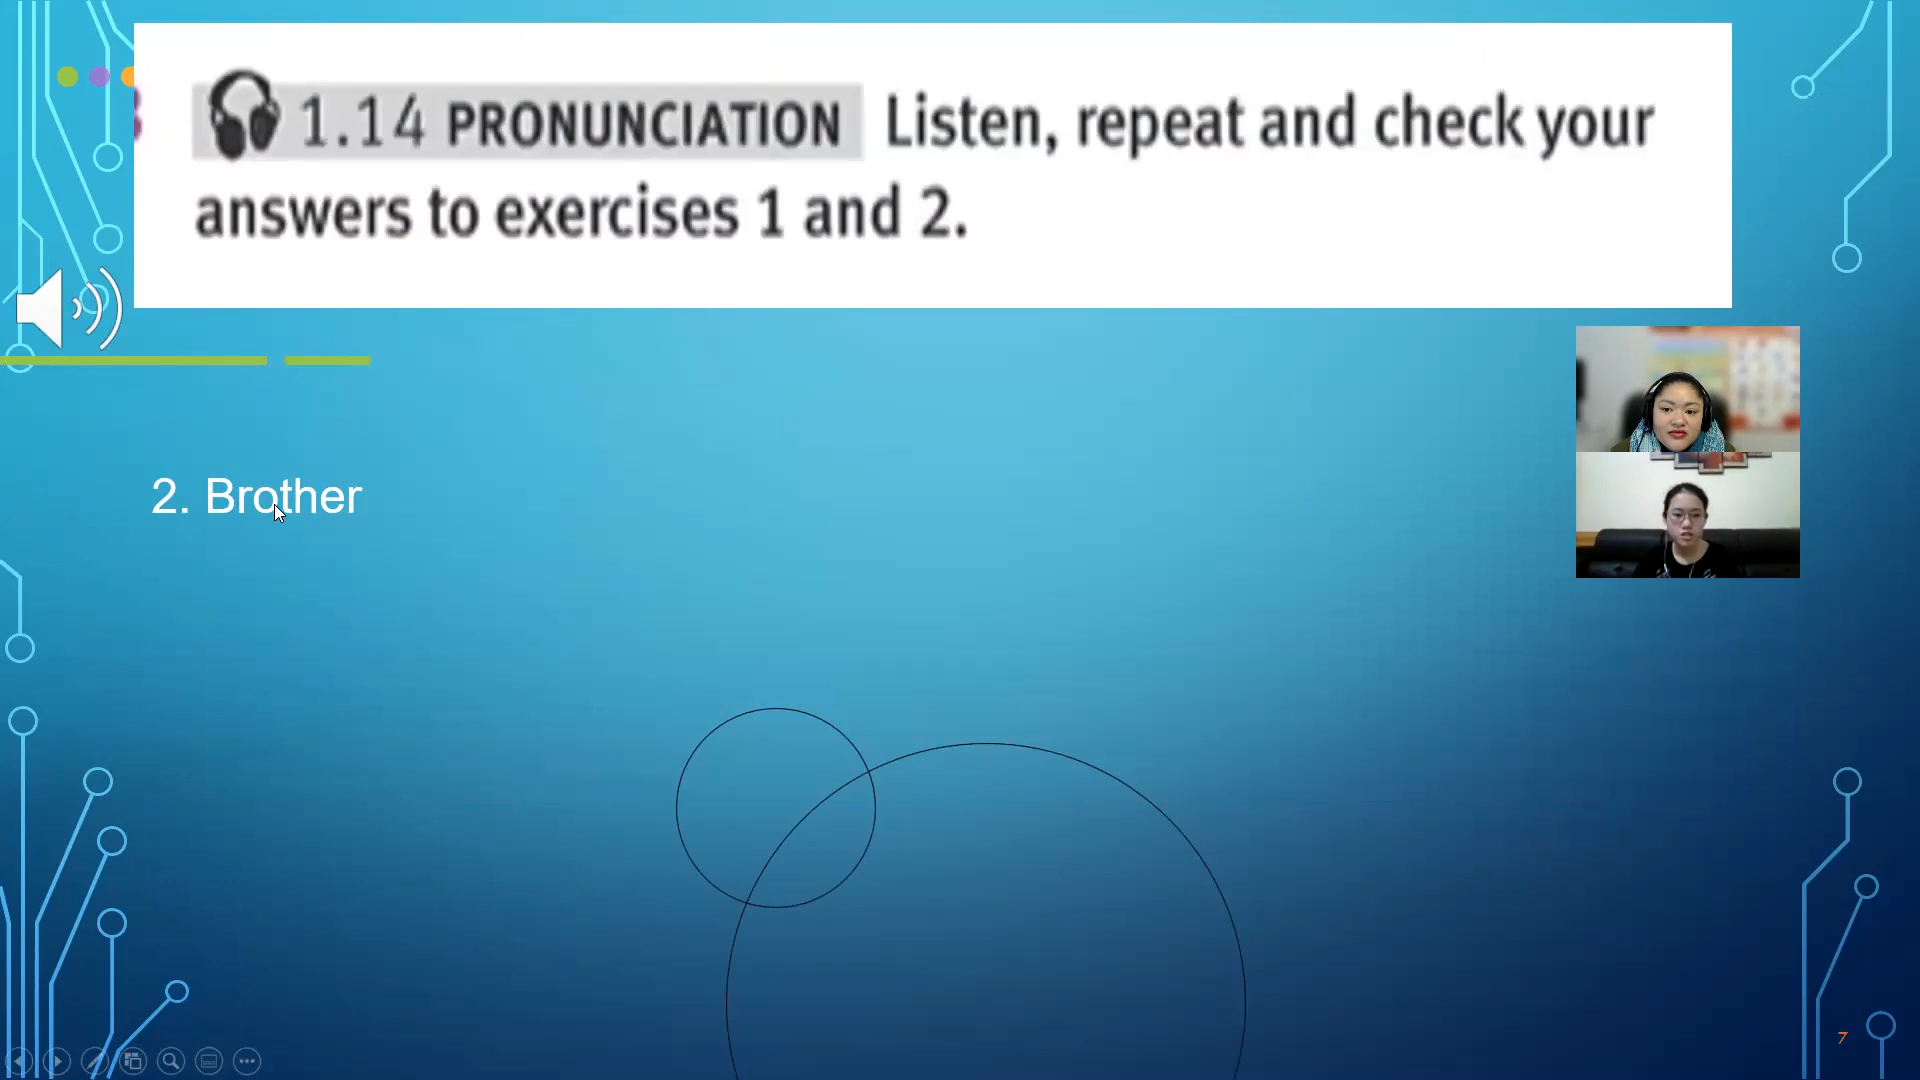 1.14 PRONUNCIATION Listen, repeat and check your
answers to exercises 1 and 2.
2. Brother
7